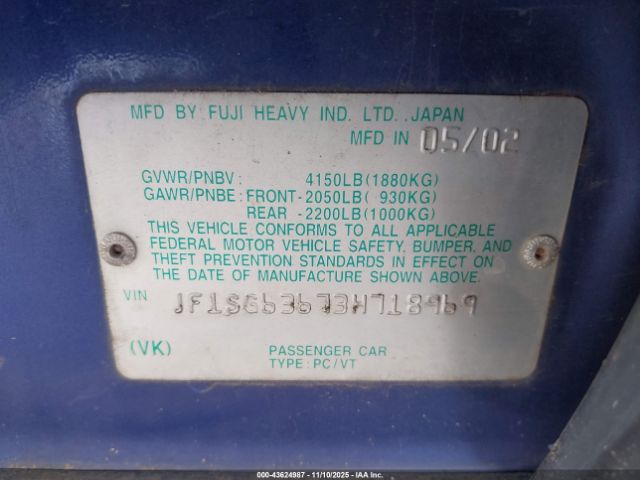 MFD BY FUJI HEAVY IND. LTD. JAPAN
MFD IN 05/02
GVWR/PNBV: 4150LB(1880KG)
GAWR/PNBE: FRONT-2050LB( 930KG)
REAR -2200LB(1000KG)
THIS VEHICLE CONFORMS TO ALL APPLICABLE
FEDERAL MOTOR VEHICLE SAFETY, BUMPER, AND
THEFT PREVENTION STANDARDS IN EFFECT ON
THE DATE OF MANUFACTURE SHOWN ABOVE.
VIN JF1SG63673H718969
(VK) PASSENGER CAR
TYPE: PC/VT
000-43624987 - 11/10/2025 - IAA Inc.